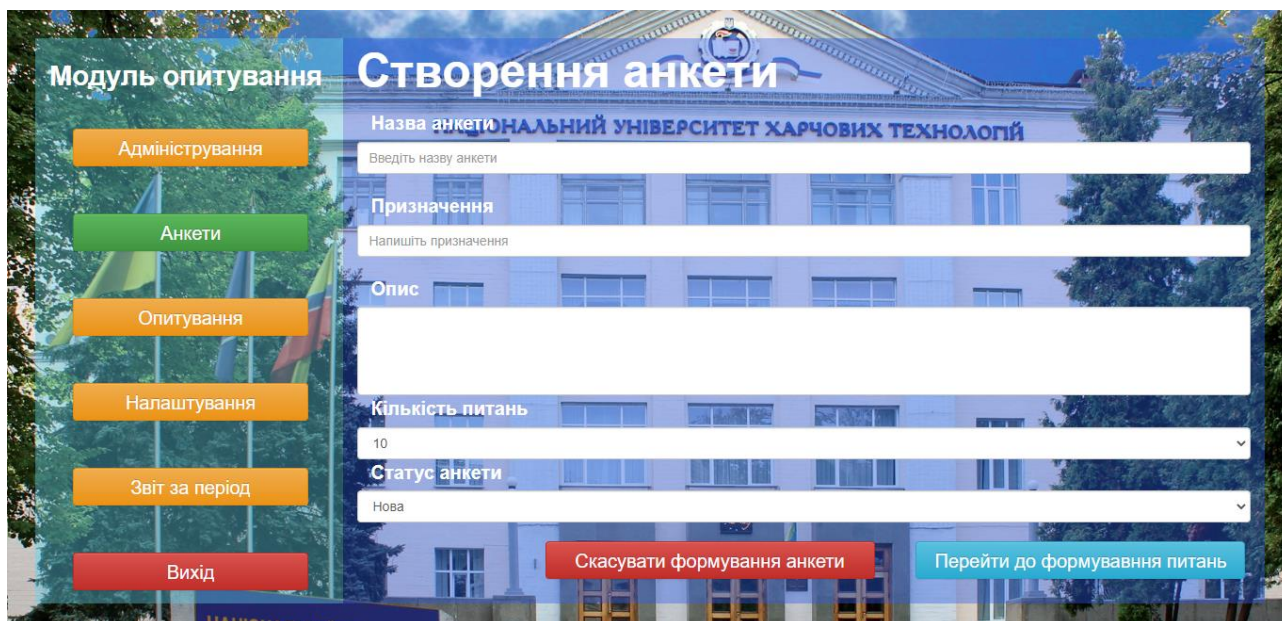 Модуль опитування
Адміністрування
Анкети
Опитування
Налаштування
Звіт за період
Вихід
Створення анкети
Назва анкети
НАЦІОНАЛЬНИЙ УНІВЕРСИТЕТ ХАРЧОВИХ ТЕХНОЛОГІЙ
Введіть назву анкети
Призначення
Напишіть призначення
Опис
Кількість питань
10
Статус анкети
Нова
Скасувати формування анкети
Перейти до формуваввня питань